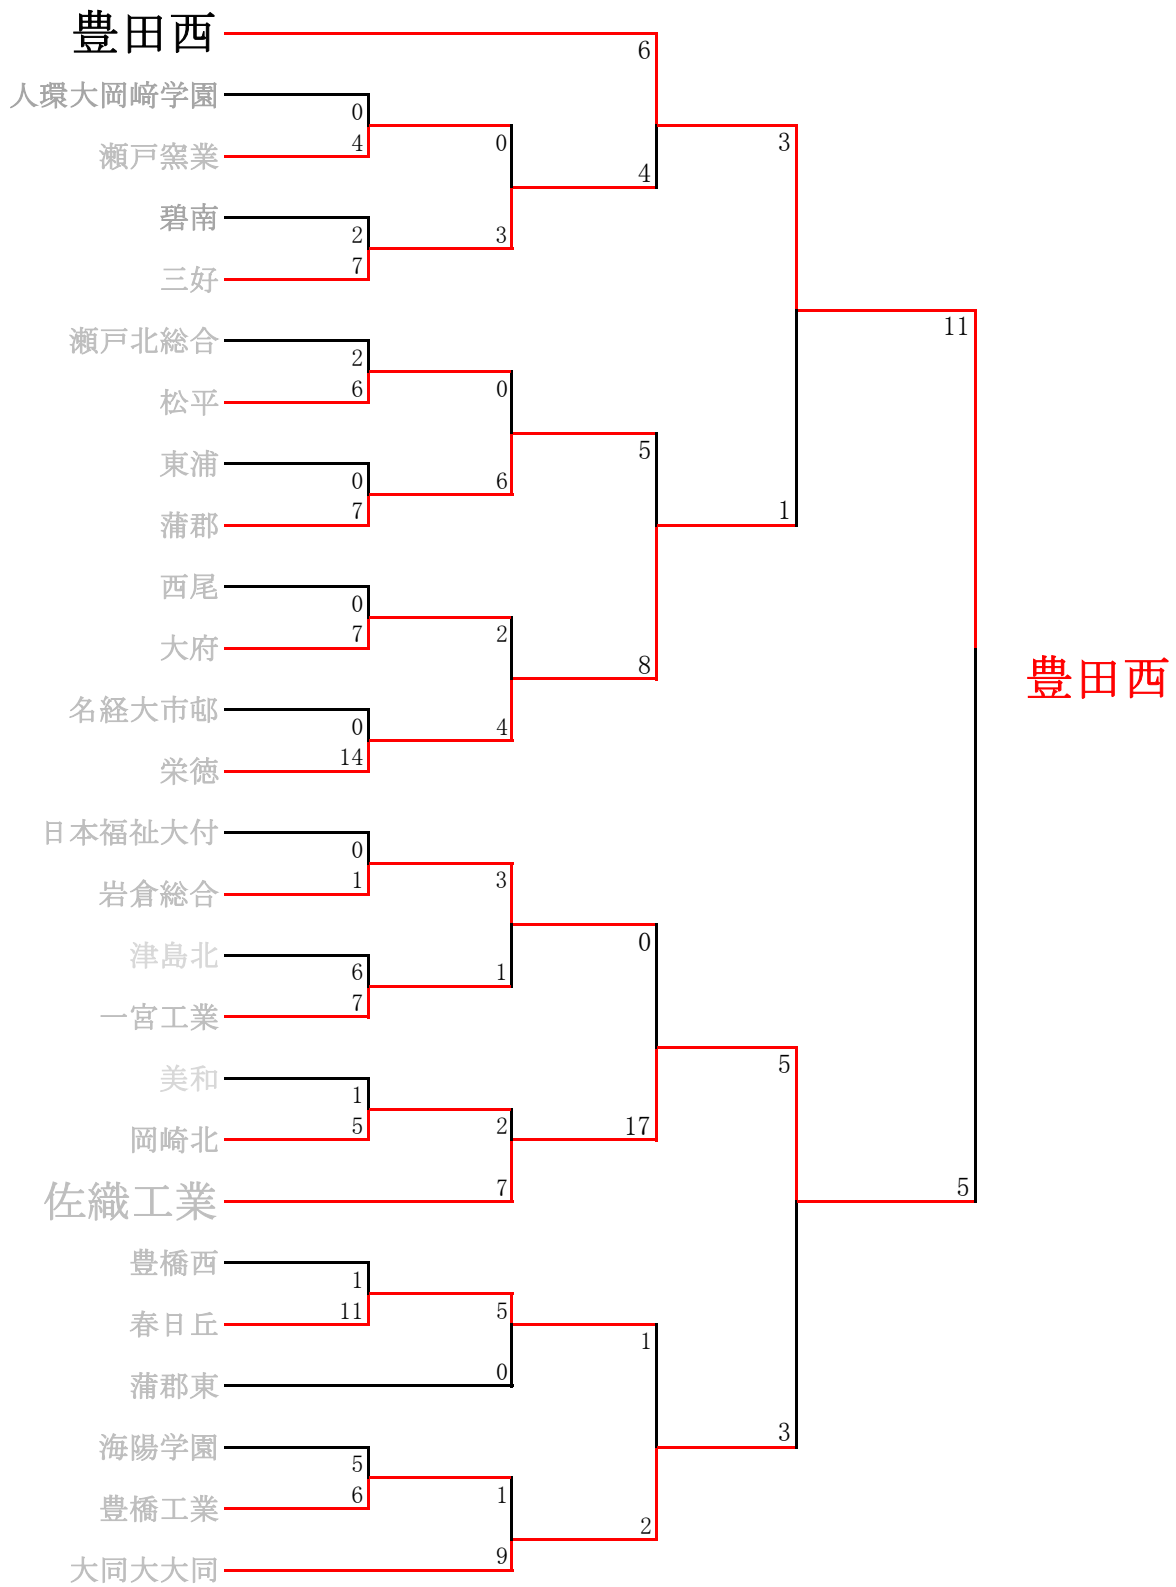 豊田西
6
人環大岡﨑学園
0
3
瀬戸窯業
4
0
4
碧南
2
3
三好
7
瀬戸北総合
2
11
松平
6
0
東浦
0
6
5
蒲郡
7
1
西尾
0
大府
7
2
8
豊田西
名経大市邨
0
4
栄徳
14
日本福祉大付
0
岩倉総合
1
3
津島北
6
1
0
一宮工業
7
美和
1
5
岡崎北
5
2
17
佐織工業
7
5
豊橋西
1
春日丘
11
5
1
蒲郡東
0
海陽学園
5
3
豊橋工業
6
1
2
大同大大同
9